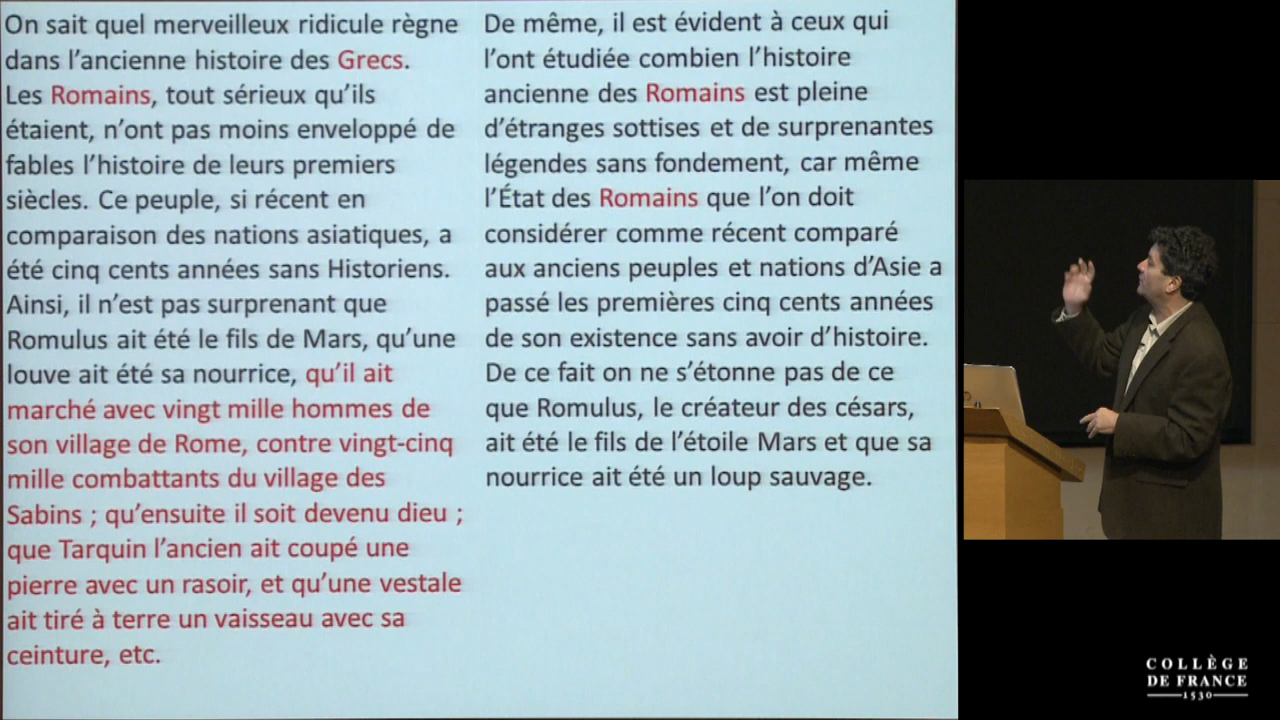 On sait quel merveilleux ridicule règne
dans l’ancienne histoire des Grecs.
Les Romains, tout sérieux qu’ils
étaient, n’ont pas moins enveloppé de
fables l’histoire de leurs premiers
siècles. Ce peuple, si récent en
comparaison des nations asiatiques, a
été cinq cents années sans Historiens.
Ainsi, il n’est pas surprenant que
Romulus ait été le fils de Mars, qu’une
louve ait été sa nourrice, qu’il ait
marché avec vingt mille hommes de
son village de Rome, contre vingt-cinq
mille combattants du village des
Sabins ; qu’ensuite il soit devenu dieu ;
que Tarquin l’ancien ait coupé une
pierre avec un rasoir, et qu’une vestale
ait tiré à terre un vaisseau avec sa
ceinture, etc.
De même, il est évident à ceux qui
l’ont étudiée combien l’histoire
ancienne des Romains est pleine
d’étranges sottises et de surprenantes
légendes sans fondement, car même
l’État des Romains que l’on doit
considérer comme récent comparé
aux anciens peuples et nations d’Asie a
passé les premières cinq cents années
de son existence sans avoir d’histoire.
De ce fait on ne s’étonne pas de ce
que Romulus, le créateur des césars,
ait été le fils de l’étoile Mars et que sa
nourrice ait été un loup sauvage.
COLLÈGE
DE FRANCE
1530